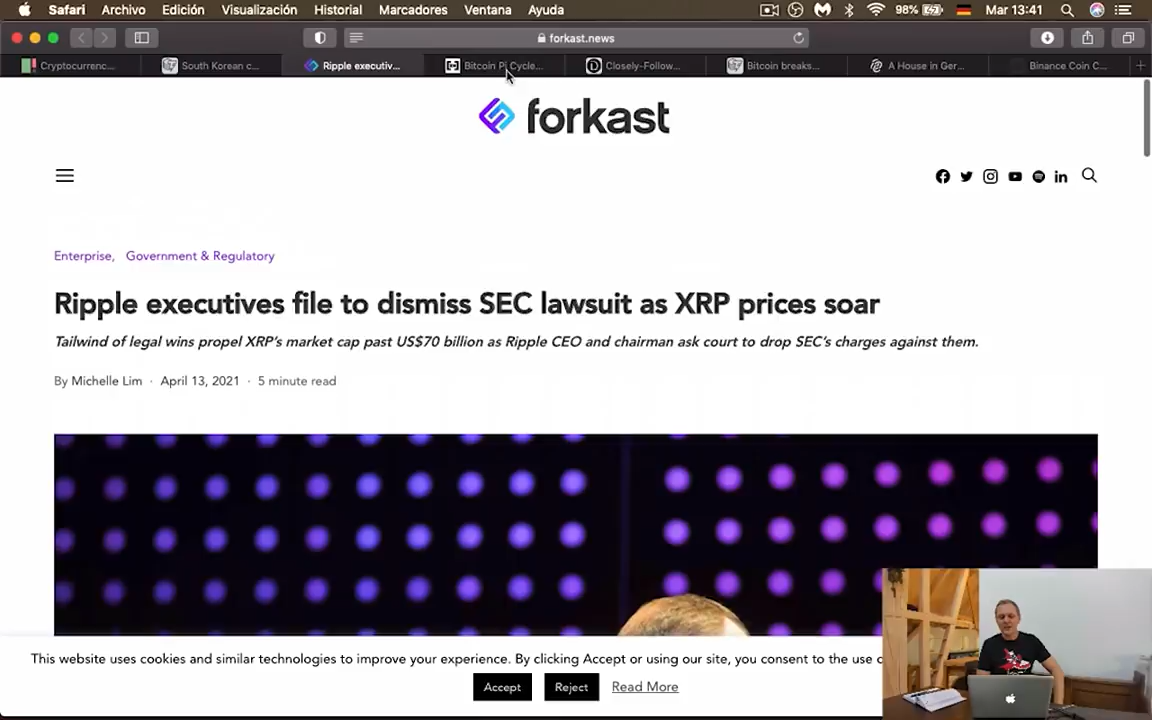 Safari Archivo Edición Visualización Historial Marcadores Ventana Ayuda 98% Mar 13:41
forkast.news
Cryptocurrenc... South Korean c... Ripple executiv... Bitcoin Pi Cycle... Closely-Follow... Bitcoin breaks... A House in Ger... Binance Coin C...
forkast
Enterprise, Government & Regulatory
Ripple executives file to dismiss SEC lawsuit as XRP prices soar
Tailwind of legal wins propel XRP's market cap past US$70 billion as Ripple CEO and chairman ask court to drop SEC's charges against them.
By Michelle Lim · April 13, 2021 · 5 minute read
This website uses cookies and similar technologies to improve your experience. By clicking Accept or using our site, you consent to the use
Accept Reject Read More